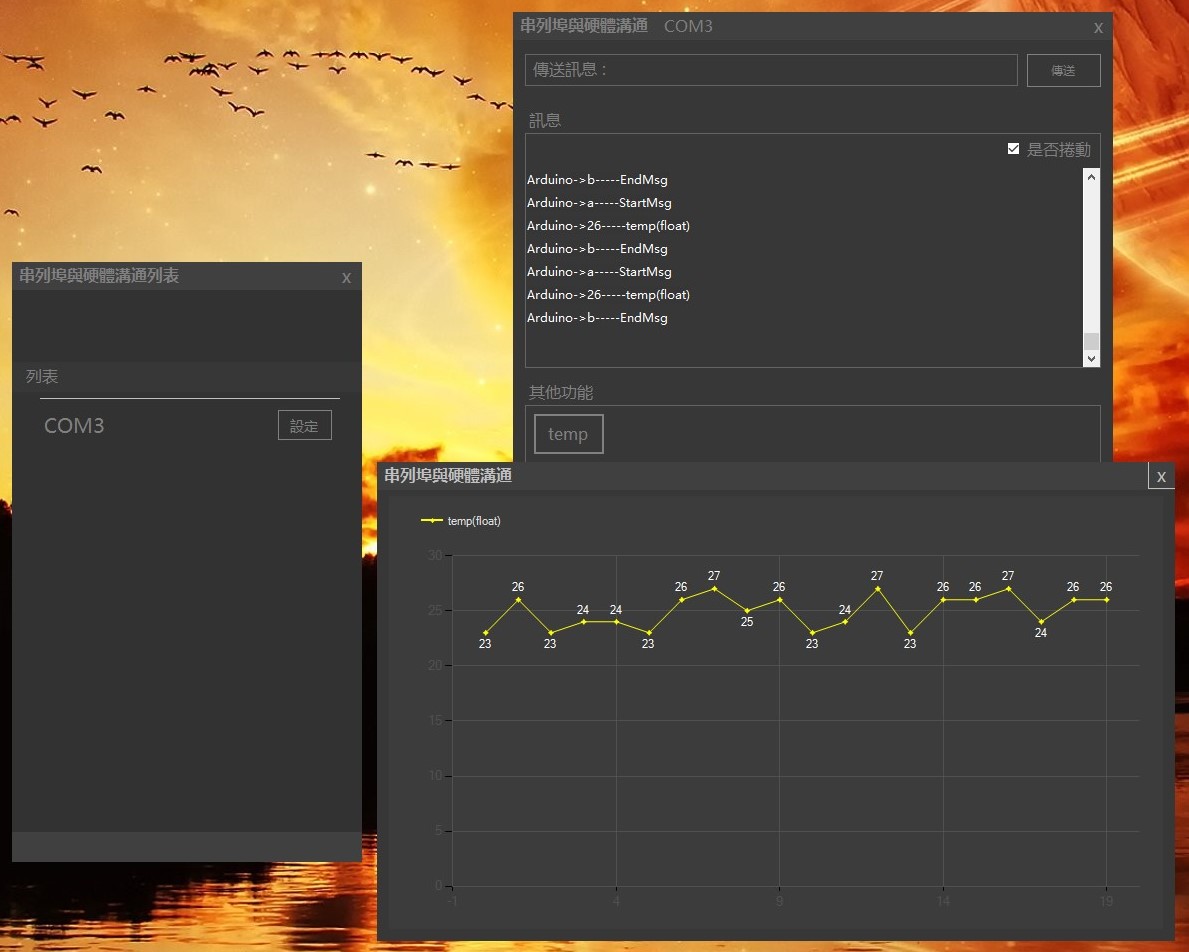 串列埠與硬體溝通 COM3 x
傳送訊息：
傳送
訊息
是否捲動
Arduino->b-----EndMsg
Arduino->a-----StartMsg
Arduino->26-----temp(float)
Arduino->b-----EndMsg
Arduino->a-----StartMsg
Arduino->26-----temp(float)
Arduino->b-----EndMsg
其他功能
temp
串列埠與硬體溝通列表 x
列表
COM3 設定
串列埠與硬體溝通 x
temp(float)
30
25
20
15
10
5
0
23 26 23 24 24 23 26 27 25 26 23 24 27 23 26 26 27 24 26 26
-1 4 9 14 19